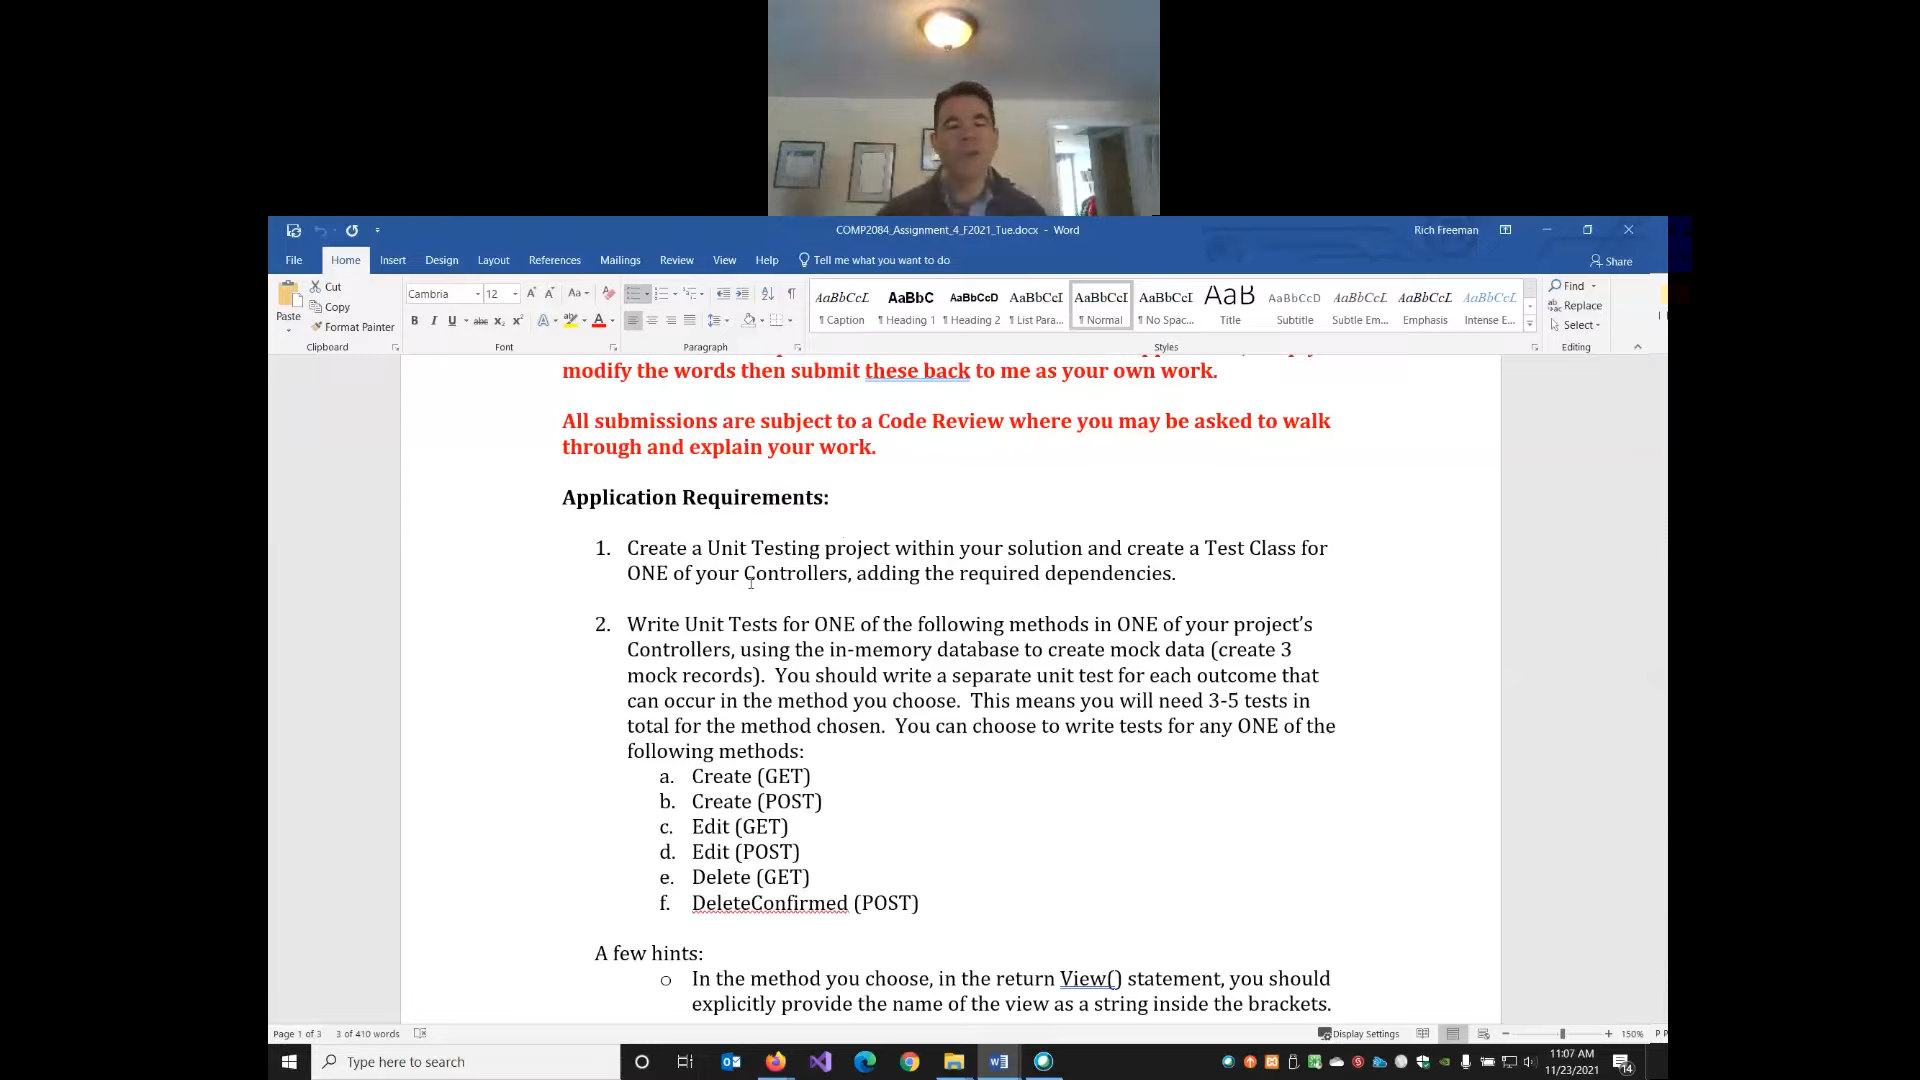 COMP2084_Assignment_4_F2021_Tue.docx - Word
Rich Freeman
File Home Insert Design Layout References Mailings Review View Help Tell me what you want to do Share
Cut
Copy
Format Painter
Paste
Clipboard
Cambria 12
Font
Paragraph
AaBbCcL AaBbC AaBbCcD AaBbCcI AaBbCcI AaBbCcI AaB AaBbCcD AaBbCcL AaBbCcL AaBbCcL
¶ Caption ¶ Heading 1 ¶ Heading 2 ¶ List Para... ¶ Normal ¶ No Spac... Title Subtitle Subtle Em... Emphasis Intense E...
Styles
Find
Replace
Select
Editing
modify the words then submit these back to me as your own work.
All submissions are subject to a Code Review where you may be asked to walk
through and explain your work.
Application Requirements:
1. Create a Unit Testing project within your solution and create a Test Class for
ONE of your Controllers, adding the required dependencies.
2. Write Unit Tests for ONE of the following methods in ONE of your project's
Controllers, using the in-memory database to create mock data (create 3
mock records). You should write a separate unit test for each outcome that
can occur in the method you choose. This means you will need 3-5 tests in
total for the method chosen. You can choose to write tests for any ONE of the
following methods:
a. Create (GET)
b. Create (POST)
c. Edit (GET)
d. Edit (POST)
e. Delete (GET)
f. DeleteConfirmed (POST)
A few hints:
o In the method you choose, in the return View() statement, you should
explicitly provide the name of the view as a string inside the brackets.
Page 1 of 3 3 of 410 words
Display Settings
150%
Type here to search
11:07 AM
11/23/2021
14